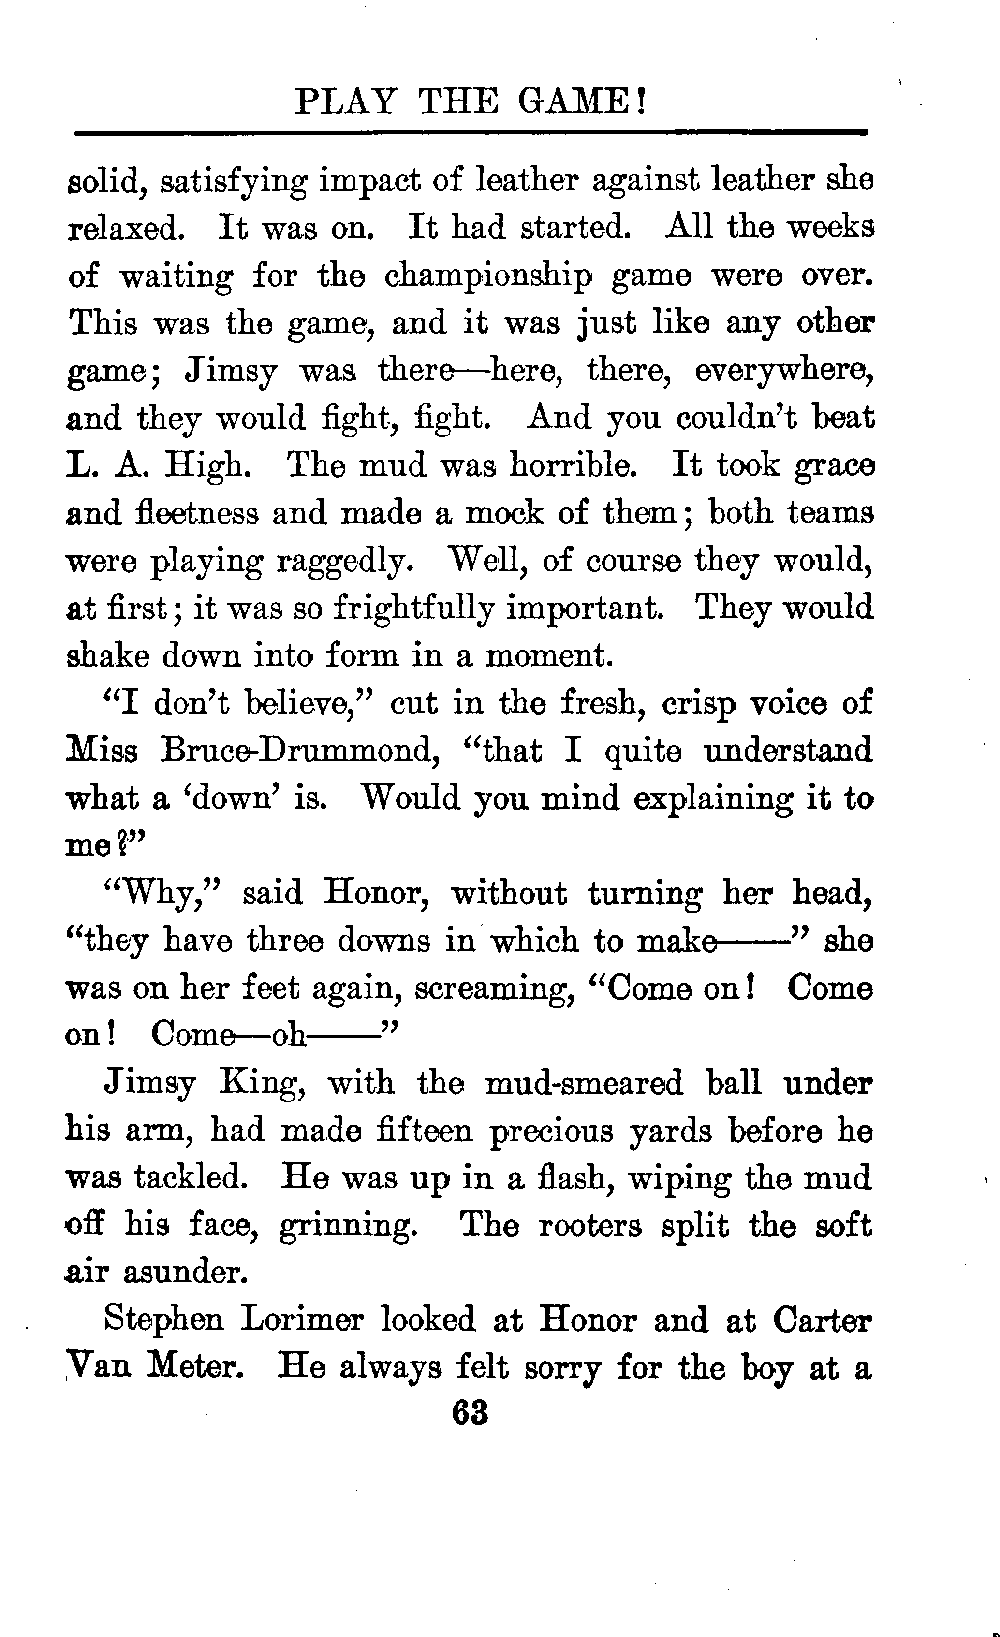 PLAY THE GAME!
solid, satisfying impact of leather against leather she
relaxed. It was on. It had started. All the weeks
of waiting for the championship game were over.
This was the game, and it was just like any other
game; Jimsy was there—here, there, everywhere,
and they would fight, fight. And you couldn't beat
L. A. High. The mud was horrible. It took grace
and fleetness and made a mock of them; both teams
were playing raggedly. Well, of course they would,
at first; it was so frightfully important. They would
shake down into form in a moment.
"I don't believe," cut in the fresh, crisp voice of
Miss Bruce-Drummond, "that I quite understand
what a 'down' is. Would you mind explaining it to
me?"
"Why," said Honor, without turning her head,
"they have three downs in which to make——" she
was on her feet again, screaming, "Come on! Come
on! Come—oh——"
Jimsy King, with the mud-smeared ball under
his arm, had made fifteen precious yards before he
was tackled. He was up in a flash, wiping the mud
off his face, grinning. The rooters split the soft
air asunder.
Stephen Lorimer looked at Honor and at Carter
Van Meter. He always felt sorry for the boy at a
63